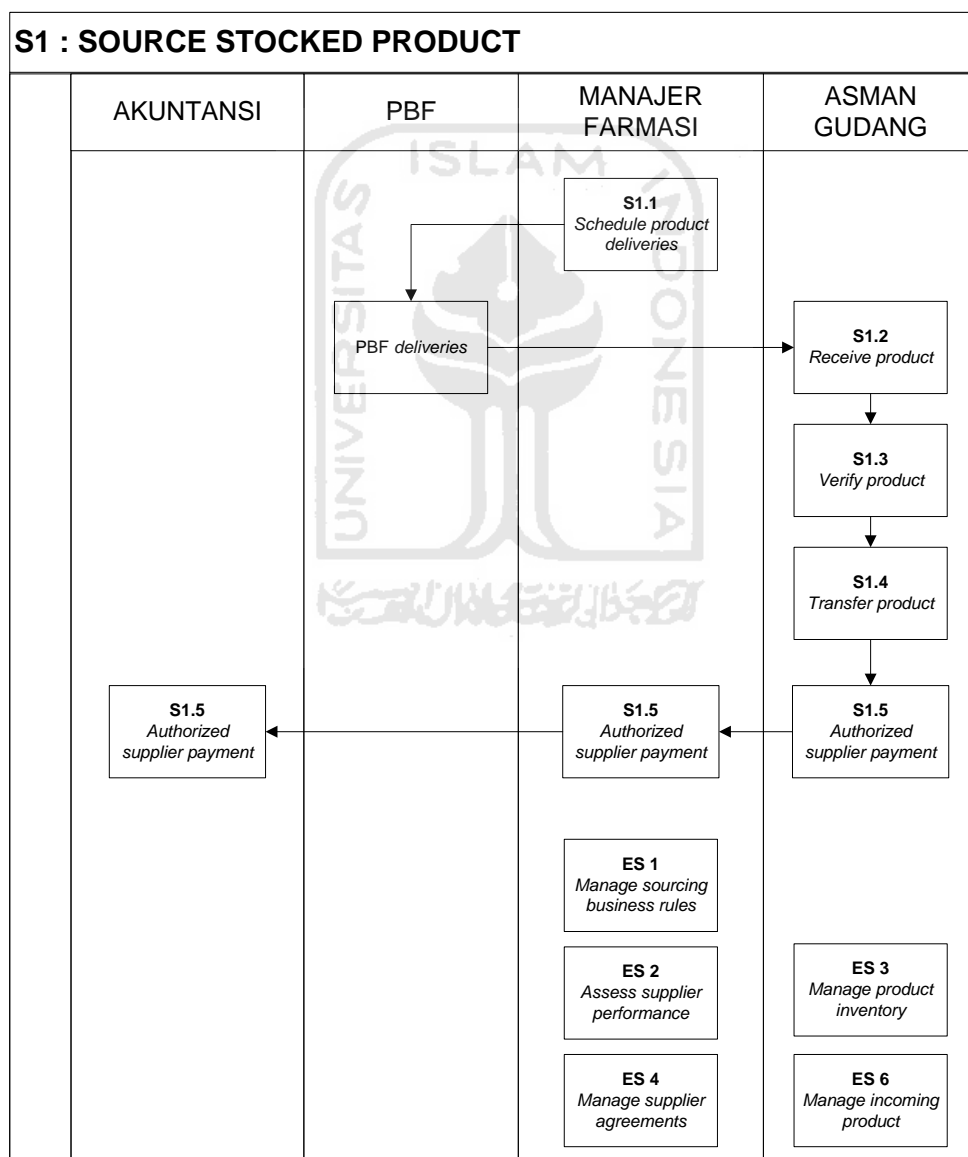 S1 : SOURCE STOCKED PRODUCT
AKUNTANSI
PBF
MANAJER
FARMASI
ASMAN
GUDANG
ISLAM
UNIVERSITAS
INDONESIA
S1.1
Schedule product
deliveries
PBF deliveries
S1.2
Receive product
S1.3
Verify product
S1.4
Transfer product
S1.5
Authorized
supplier payment
S1.5
Authorized
supplier payment
S1.5
Authorized
supplier payment
ES 1
Manage sourcing
business rules
ES 2
Assess supplier
performance
ES 3
Manage product
inventory
ES 4
Manage supplier
agreements
ES 6
Manage incoming
product